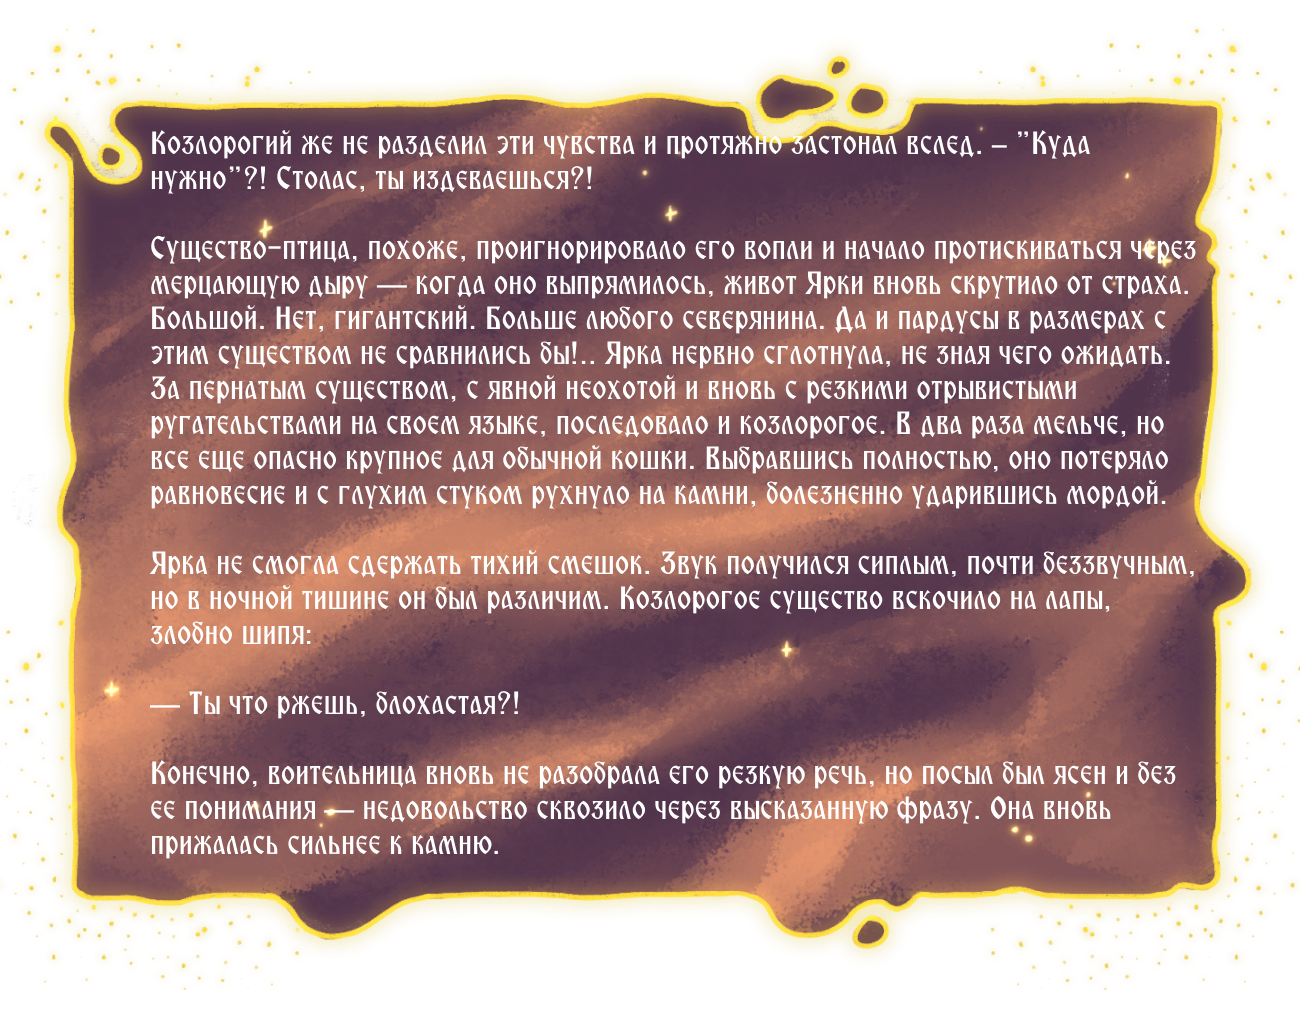 Козлорогий же не разделил эти чувства и протяжно застонал вслед. – "Куда
нужно"?! Столас, ты издеваешься?!
Существо-птица, похоже, проигнорировало его вопли и начало протискиваться через
мерцающую дыру — когда оно выпрямилось, живот Ярки вновь скрутило от страха.
Большой. Нет, гигантский. Больше любого северянина. Да и пардусы в размерах с
этим существом не сравнились бы!.. Ярка нервно сглотнула, не зная чего ожидать.
За пернатым существом, с явной неохотой и вновь с резкими отрывистыми
ругательствами на своем языке, последовало и козлорогое. В два раза мельче, но
все еще опасно крупное для обычной кошки. Выбравшись полностью, оно потеряло
равновесие и с глухим стуком рухнуло на камни, болезненно ударившись мордой.
Ярка не смогла сдержать тихий смешок. Звук получился сиплым, почти беззвучным,
но в ночной тишине он был различим. Козлорогое существо вскочило на лапы,
злобно шипя:
— Ты что ржешь, блохастая?!
Конечно, воительница вновь не разобрала его резкую речь, но посыл был ясен и без
ее понимания — недовольство сквозило через высказанную фразу. Она вновь
прижалась сильнее к камню.